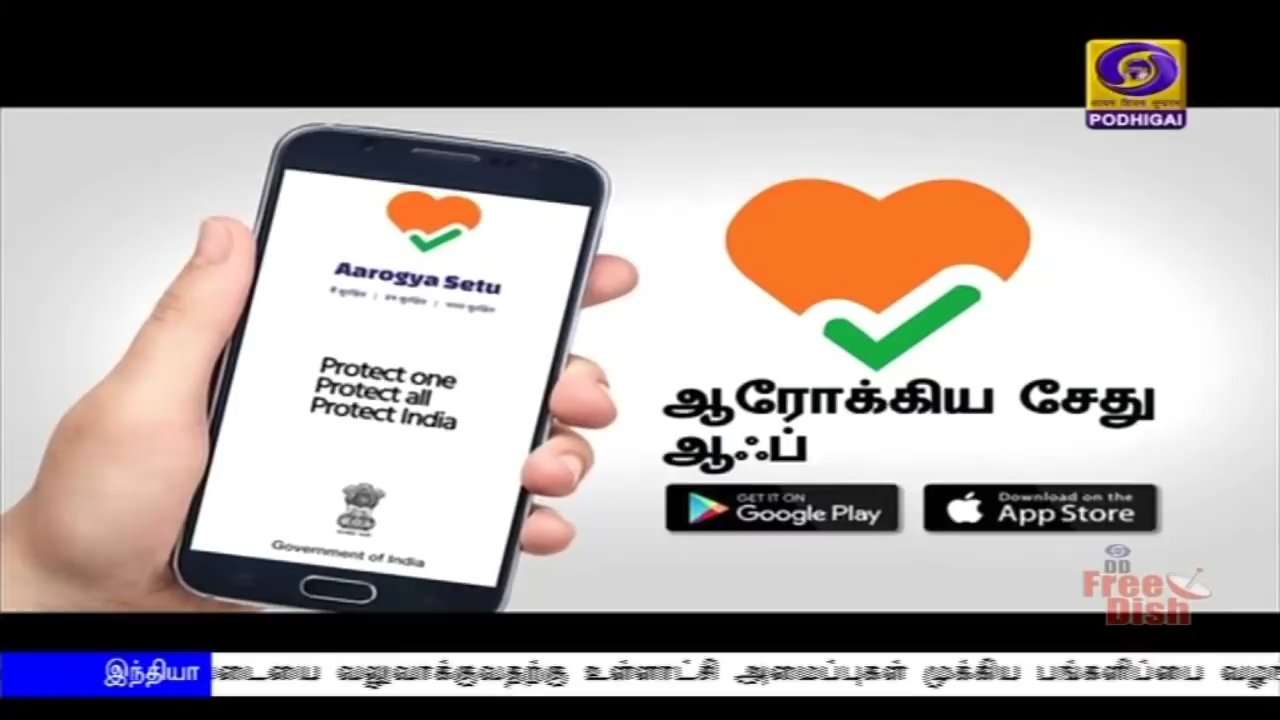 PODHIGAI
Aarogya Setu
Protect one
Protect all
Protect India
Government of India
ஆரோக்கிய சேது
ஆஃப்
GET IT ON
Google Play
Download on the
App Store
DD
Free
Dish
இந்தியா உள்ளாட்சி அமைப்புகள் முக்கிய பங்களிப்பை